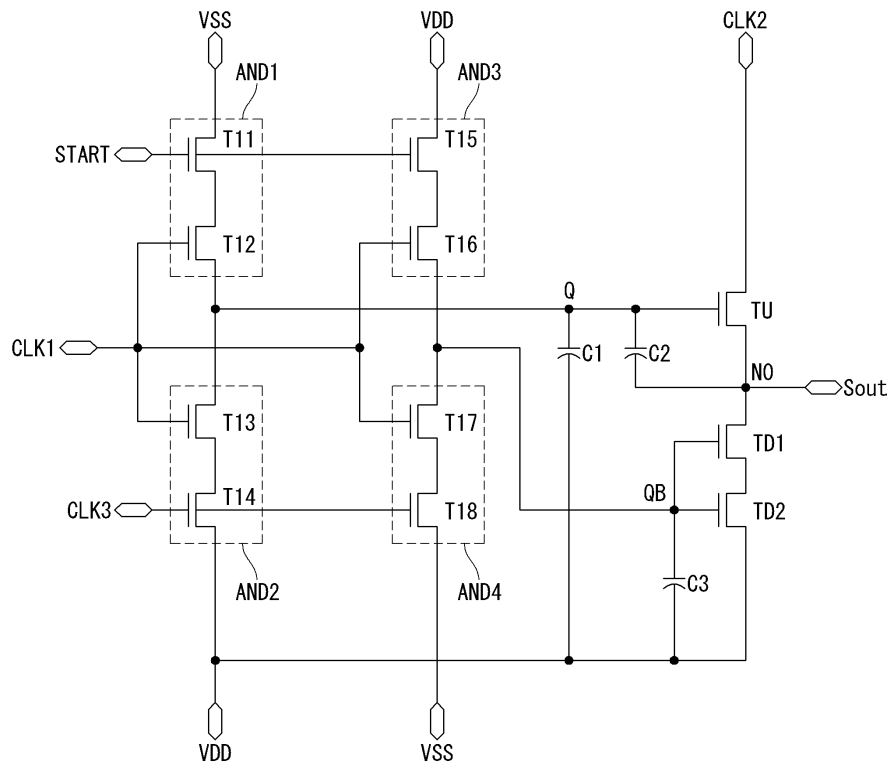 VSS
VDD
CLK2
AND1
AND3
T11
T15
START
T12
T16
Q
TU
CLK1
C1
C2
NO
Sout
T13
T17
TD1
QB
T14
T18
CLK3
TD2
C3
AND2
AND4
VDD
VSS